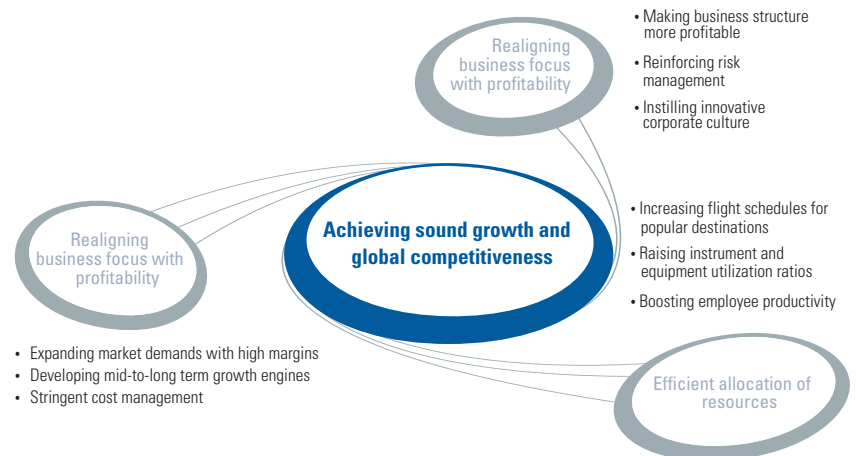 Realigning
business focus
with profitability
• Making business structure
more profitable
• Reinforcing risk
management
• Instilling innovative
corporate culture
Achieving sound growth and
global competitiveness
Realigning
business focus with
profitability
• Expanding market demands with high margins
• Developing mid-to-long term growth engines
• Stringent cost management
• Increasing flight schedules for
popular destinations
• Raising instrument and
equipment utilization ratios
• Boosting employee productivity
Efficient allocation of
resources